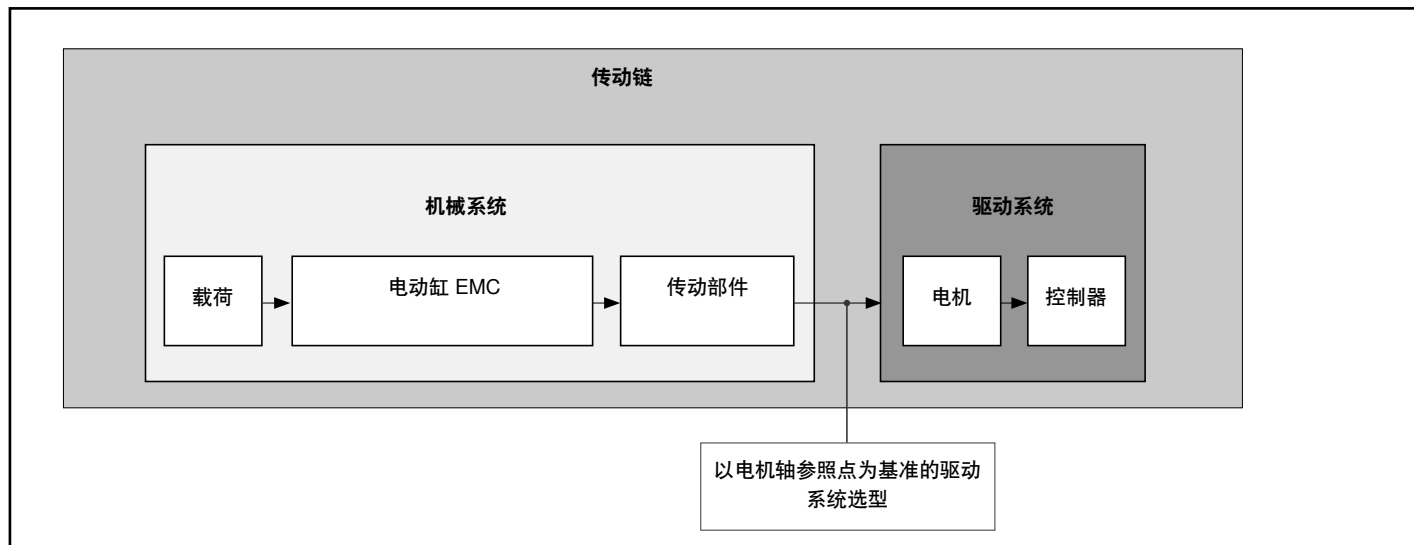 传动链
机械系统
驱动系统
载荷
电动缸 EMC
传动部件
电机
控制器
以电机轴参照点为基准的驱动
系统选型